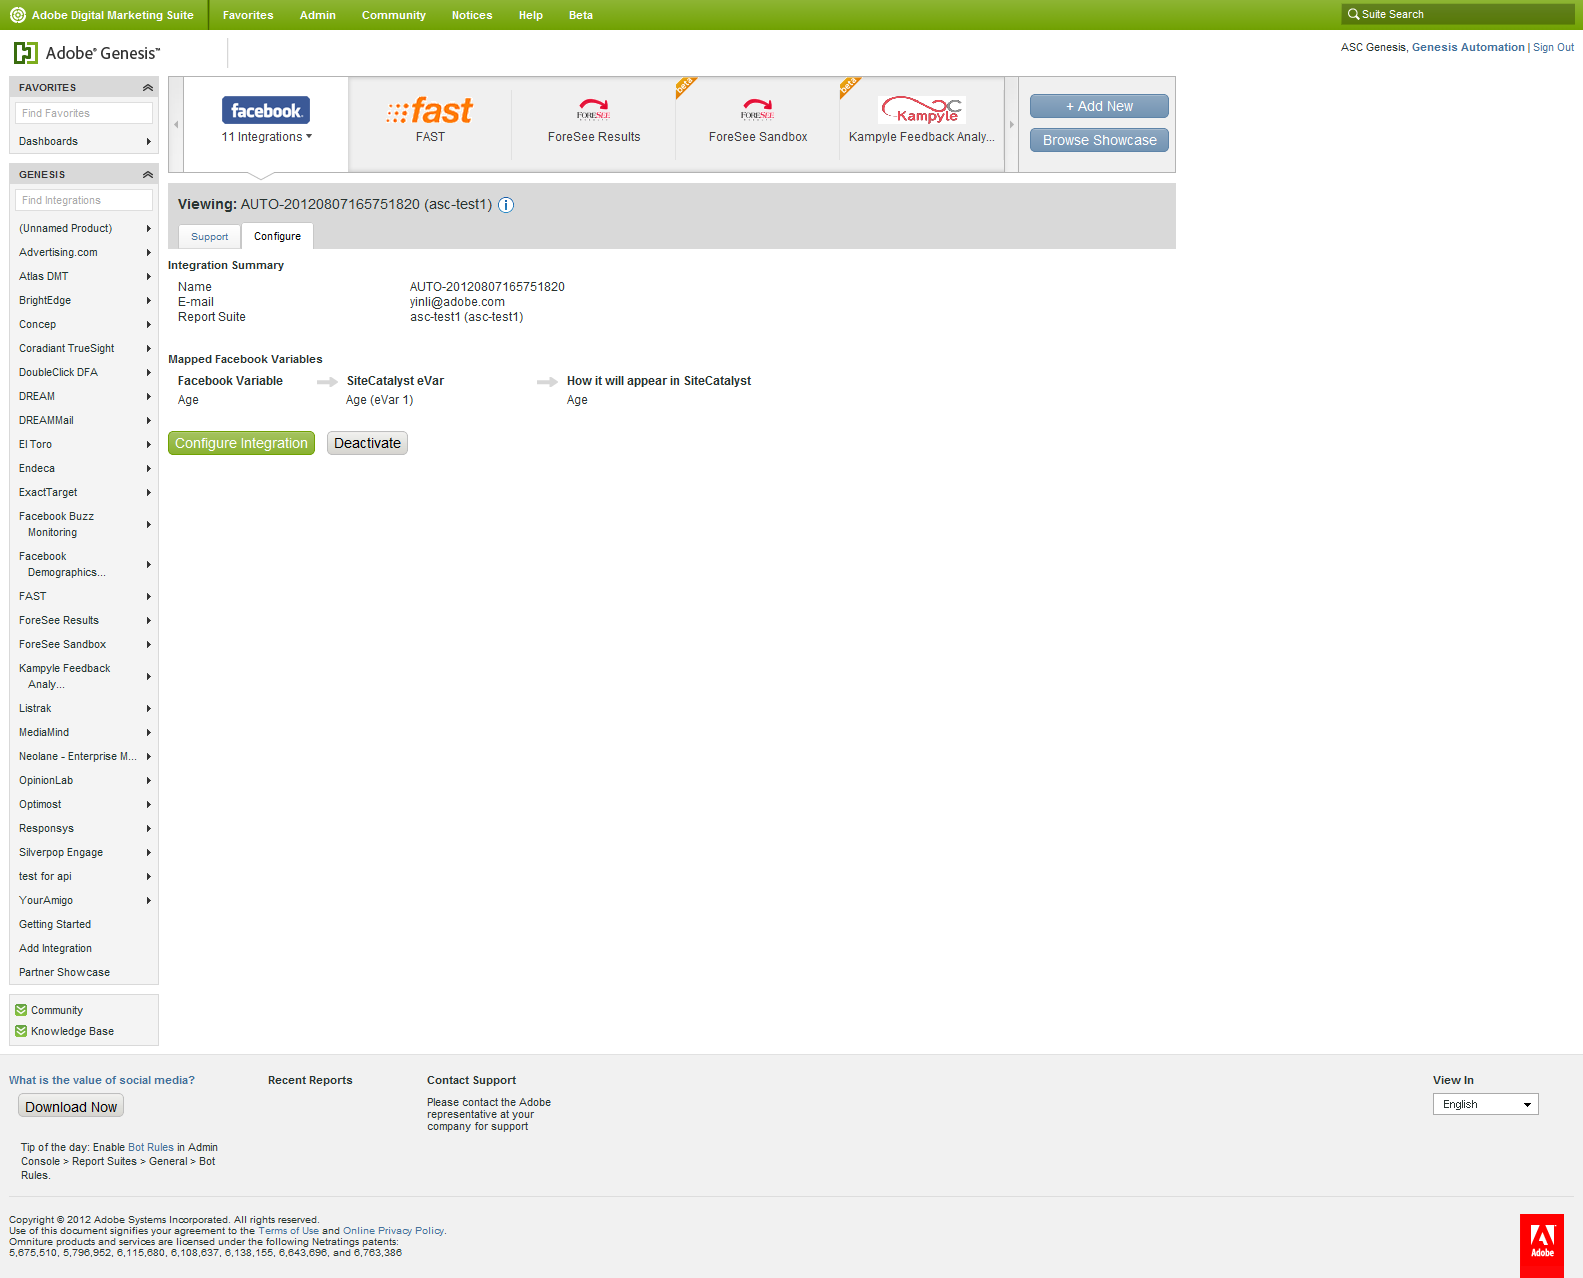 Adobe Digital Marketing Suite Favorites Admin Community Notices Help Beta Suite Search
Adobe® Genesis™
ASC Genesis, Genesis Automation | Sign Out
FAVORITES
Find Favorites
Dashboards
GENESIS
Find Integrations
(Unnamed Product)
Advertising.com
Atlas DMT
BrightEdge
Concep
Coradiant TrueSight
DoubleClick DFA
DREAM
DREAMMail
El Toro
Endeca
ExactTarget
Facebook Buzz
Monitoring
Facebook
Demographics...
FAST
ForeSee Results
ForeSee Sandbox
Kampyle Feedback
Analy...
Listrak
MediaMind
Neolane - Enterprise M...
OpinionLab
Optimost
Responsys
Silverpop Engage
test for api
YourAmigo
Getting Started
Add Integration
Partner Showcase
Community
Knowledge Base
facebook.
11 Integrations
fast
FAST
FORESEE
RESULTS
ForeSee Results
beta
FORESEE
RESULTS
ForeSee Sandbox
beta
Kampyle
Kampyle Feedback Analy...
+ Add New
Browse Showcase
Viewing: AUTO-20120807165751820 (asc-test1) i
Support Configure
Integration Summary
Name AUTO-20120807165751820
E-mail yinli@adobe.com
Report Suite asc-test1 (asc-test1)
Mapped Facebook Variables
Facebook Variable SiteCatalyst eVar How it will appear in SiteCatalyst
Age Age (eVar 1) Age
Configure Integration Deactivate
What is the value of social media?
Download Now
Tip of the day: Enable Bot Rules in Admin
Console > Report Suites > General > Bot
Rules.
Recent Reports
Contact Support
Please contact the Adobe
representative at your
company for support
View In
English
Copyright © 2012 Adobe Systems Incorporated. All rights reserved.
Use of this document signifies your agreement to the Terms of Use and Online Privacy Policy.
Omniture products and services are licensed under the following Netratings patents:
5,675,510, 5,796,952, 6,115,680, 6,108,637, 6,138,155, 6,643,696, and 6,763,386
Adobe